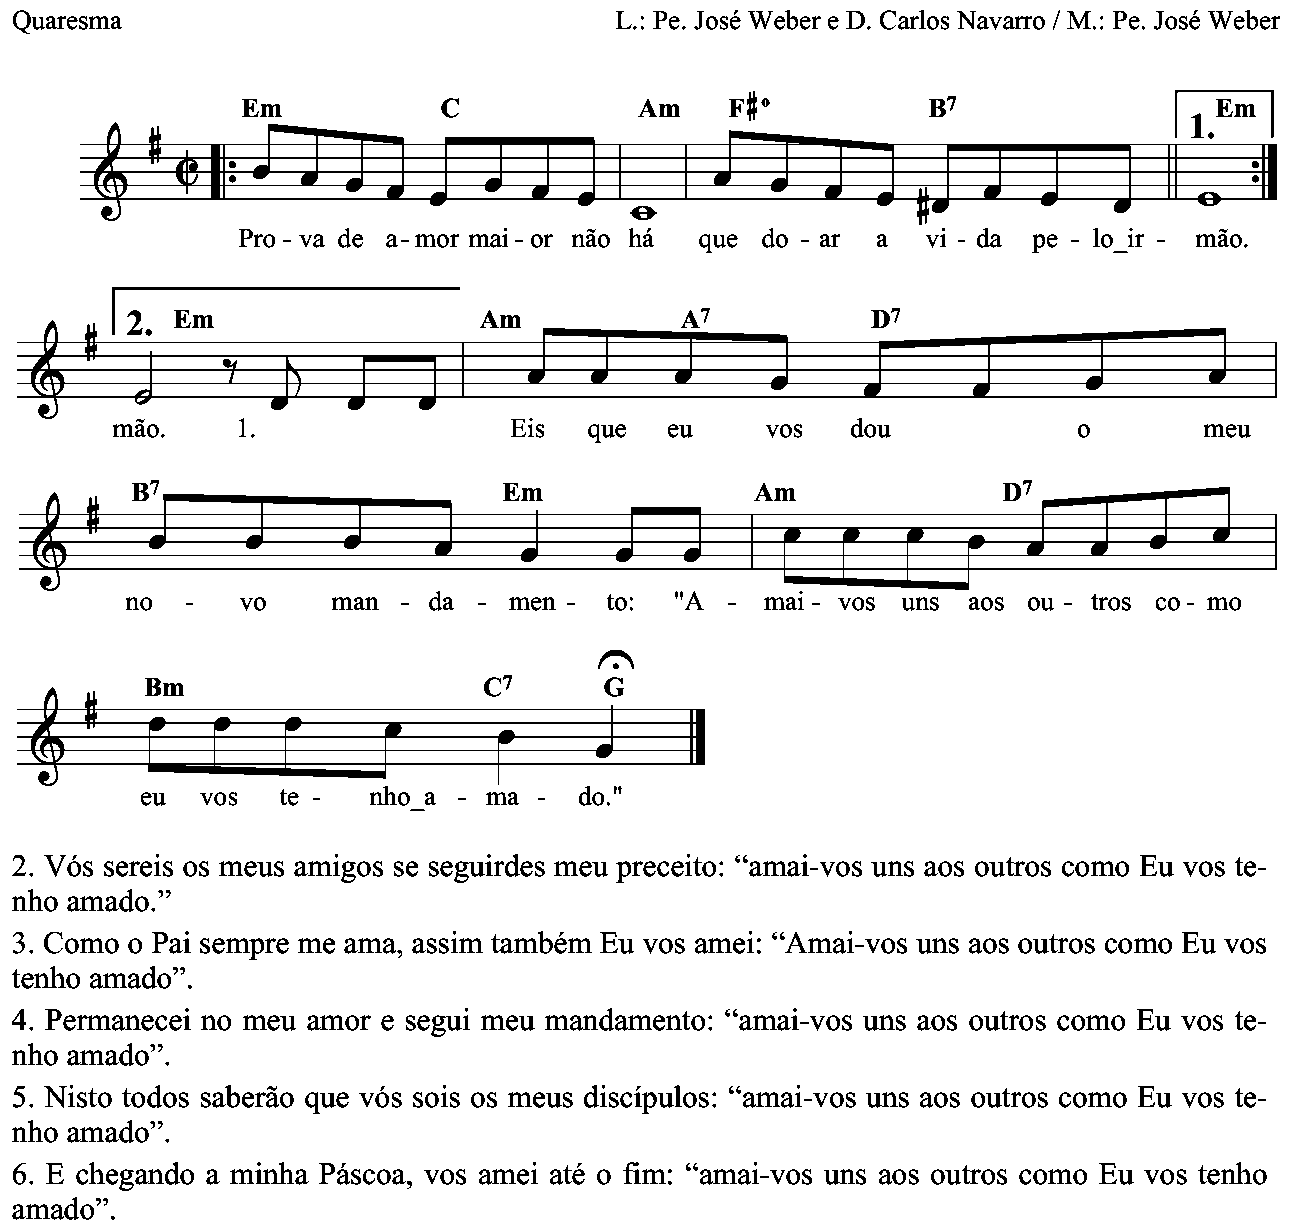 Quaresma L.: Pe. José Weber e D. Carlos Navarro / M.: Pe. José Weber
Em C Am F#º B7 1. Em
Pro - va de a - mor mai - or não há que do - ar a vi - da pe - lo_ir - mão.
2. Em Am A7 D7
mão. 1. Eis que eu vos dou o meu
B7 Em Am D7
no - vo man - da - men - to: "A - mai - vos uns aos ou - tros co - mo
Bm C7 G
eu vos te - nho_a - ma - do."
2. Vós sereis os meus amigos se seguirdes meu preceito: “amai-vos uns aos outros como Eu vos te-
nho amado.”
3. Como o Pai sempre me ama, assim também Eu vos amei: “Amai-vos uns aos outros como Eu vos
tenho amado”.
4. Permanecei no meu amor e segui meu mandamento: “amai-vos uns aos outros como Eu vos te-
nho amado”.
5. Nisto todos saberão que vós sois os meus discípulos: “amai-vos uns aos outros como Eu vos te-
nho amado”.
6. E chegando a minha Páscoa, vos amei até o fim: “amai-vos uns aos outros como Eu vos tenho
amado”.